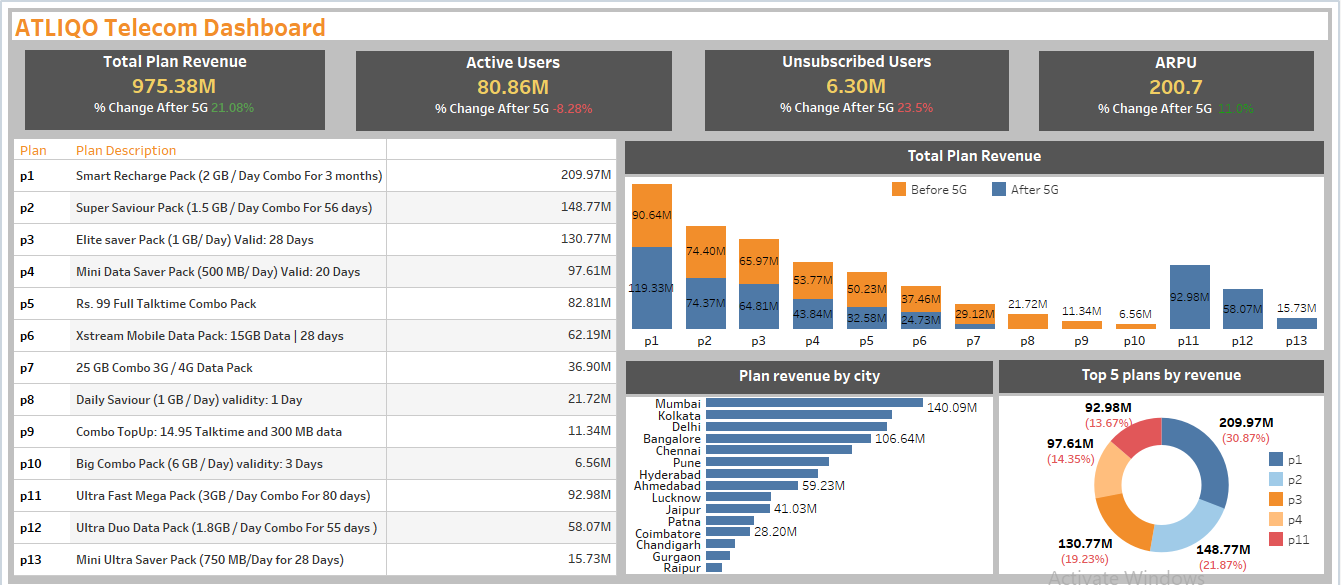 ATLIQO Telecom Dashboard
Total Plan Revenue
975.38M
% Change After 5G 21.08%
Active Users
80.86M
% Change After 5G -8.28%
Unsubscribed Users
6.30M
% Change After 5G 23.5%
ARPU
200.7
% Change After 5G 11.0%
Plan Plan Description
p1 Smart Recharge Pack (2 GB / Day Combo For 3 months) 209.97M
p2 Super Saviour Pack (1.5 GB / Day Combo For 56 days) 148.77M
p3 Elite saver Pack (1 GB/ Day) Valid: 28 Days 130.77M
p4 Mini Data Saver Pack (500 MB/ Day) Valid: 20 Days 97.61M
p5 Rs. 99 Full Talktime Combo Pack 82.81M
p6 Xstream Mobile Data Pack: 15GB Data | 28 days 62.19M
p7 25 GB Combo 3G / 4G Data Pack 36.90M
p8 Daily Saviour (1 GB / Day) validity: 1 Day 21.72M
p9 Combo TopUp: 14.95 Talktime and 300 MB data 11.34M
p10 Big Combo Pack (6 GB / Day) validity: 3 Days 6.56M
p11 Ultra Fast Mega Pack (3GB / Day Combo For 80 days) 92.98M
p12 Ultra Duo Data Pack (1.8GB / Day Combo For 55 days ) 58.07M
p13 Mini Ultra Saver Pack (750 MB/Day for 28 Days) 15.73M
Total Plan Revenue
Before 5G After 5G
90.64M 74.40M 65.97M 53.77M 50.23M 37.46M 29.12M 21.72M 11.34M 6.56M
119.33M 74.37M 64.81M 43.84M 32.58M 24.73M 92.98M 58.07M 15.73M
p1 p2 p3 p4 p5 p6 p7 p8 p9 p10 p11 p12 p13
Plan revenue by city
Mumbai 140.09M
Kolkata
Delhi
Bangalore 106.64M
Chennai
Pune
Hyderabad
Ahmedabad 59.23M
Lucknow
Jaipur 41.03M
Patna
Coimbatore 28.20M
Chandigarh
Gurgaon
Raipur
Top 5 plans by revenue
92.98M
(13.67%)
209.97M
(30.87%)
97.61M
(14.35%)
130.77M
(19.23%)
148.77M
(21.87%)
p1
p2
p3
p4
p11
Activate Windows